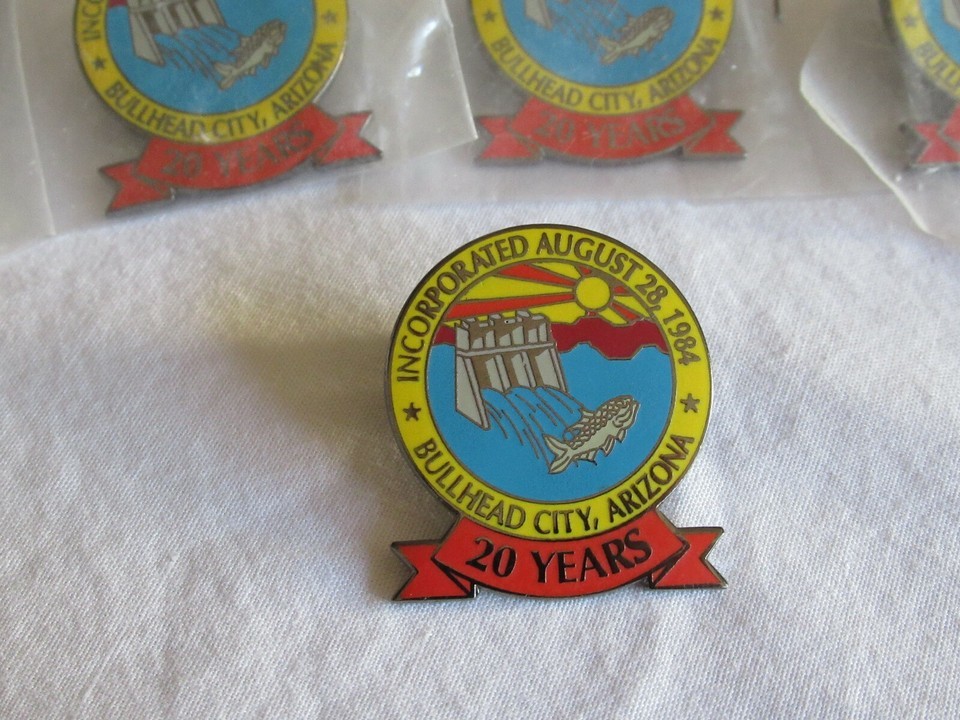 INC
BULLHEAD CITY, ARIZONA
20 YEARS
BULLHEAD CITY, ARIZONA
20 YEARS
INCORPORATED AUGUST 28, 1984
BULLHEAD CITY, ARIZONA
20 YEARS